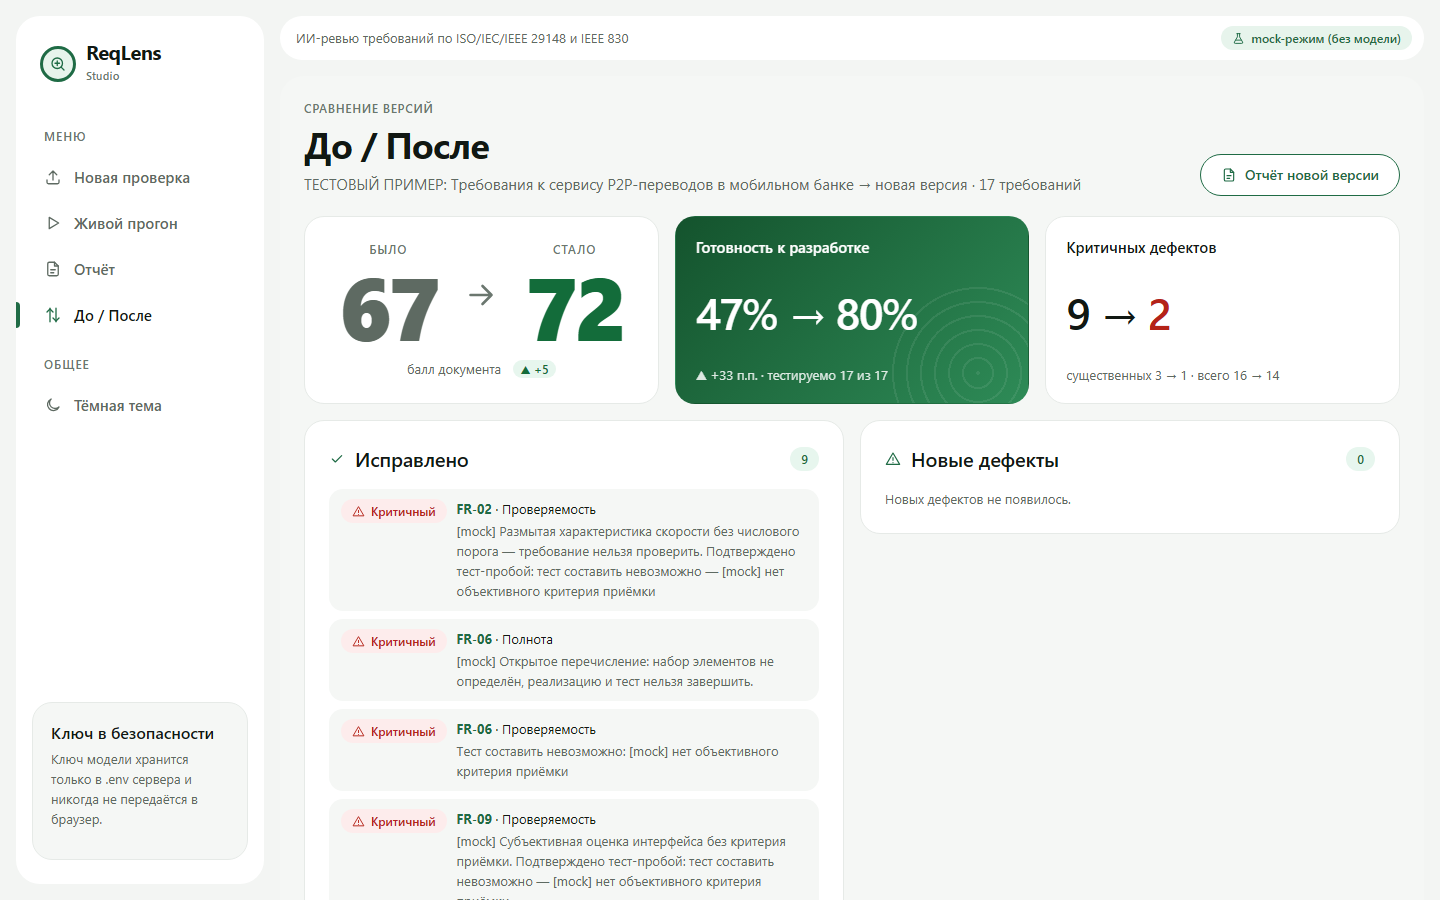 ReqLens
Studio
МЕНЮ
Новая проверка
Живой прогон
Отчёт
До / После
ОБЩЕЕ
Тёмная тема
Ключ в безопасности
Ключ модели хранится
только в .env сервера и
никогда не передаётся в
браузер.
ИИ-ревью требований по ISO/IEC/IEEE 29148 и IEEE 830
mock-режим (без модели)
СРАВНЕНИЕ ВЕРСИЙ
До / После
ТЕСТОВЫЙ ПРИМЕР: Требования к сервису P2P-переводов в мобильном банке → новая версия · 17 требований
Отчёт новой версии
БЫЛО
СТАЛО
67 → 72
балл документа ▲ +5
Готовность к разработке
47% → 80%
▲ +33 п.п. · тестируемо 17 из 17
Критичных дефектов
9 → 2
существенных 3 → 1 · всего 16 → 14
Исправлено 9
Критичный FR-02 · Проверяемость
[mock] Размытая характеристика скорости без числового
порога — требование нельзя проверить. Подтверждено
тест-пробой: тест составить невозможно — [mock] нет
объективного критерия приёмки
Критичный FR-06 · Полнота
[mock] Открытое перечисление: набор элементов не
определён, реализацию и тест нельзя завершить.
Критичный FR-06 · Проверяемость
Тест составить невозможно: [mock] нет объективного
критерия приёмки
Критичный FR-09 · Проверяемость
[mock] Субъективная оценка интерфейса без критерия
приёмки. Подтверждено тест-пробой: тест составить
невозможно — [mock] нет объективного критерия
Новые дефекты 0
Новых дефектов не появилось.